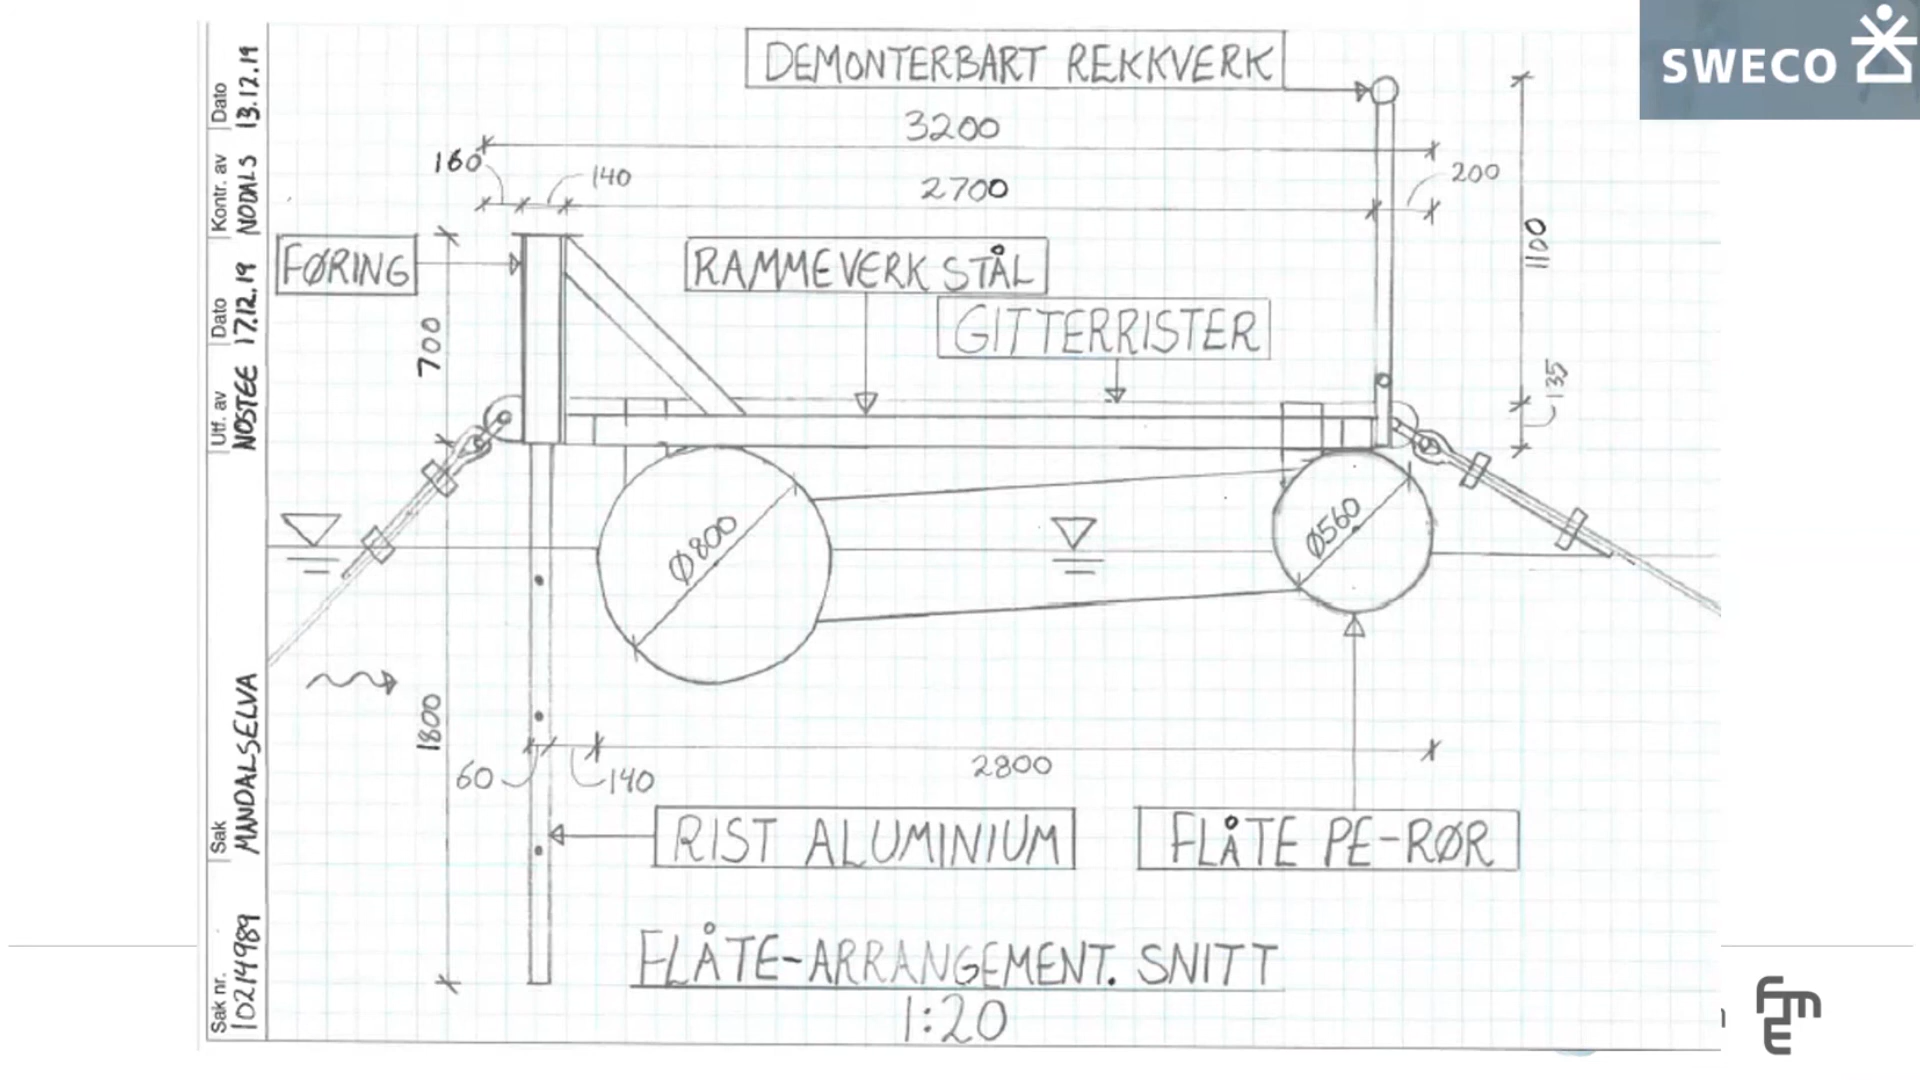 SWECO
DEMONTERBART REKKVERK
3200
160
140
2700
200
1100
FØRING
RAMMEVERK STÅL
GITTERRISTER
700
135
Ø800
Ø560
1800
60
140
2800
RIST ALUMINIUM
FLÅTE PE-RØR
FLÅTE-ARRANGEMENT. SNITT
1:20
Dato
13.12.19
Kontr. av
NODALS
Dato
17.12.19
Utf. av
NOSTEE
Sak
MANDALSELVA
Sak nr.
10214989
FME